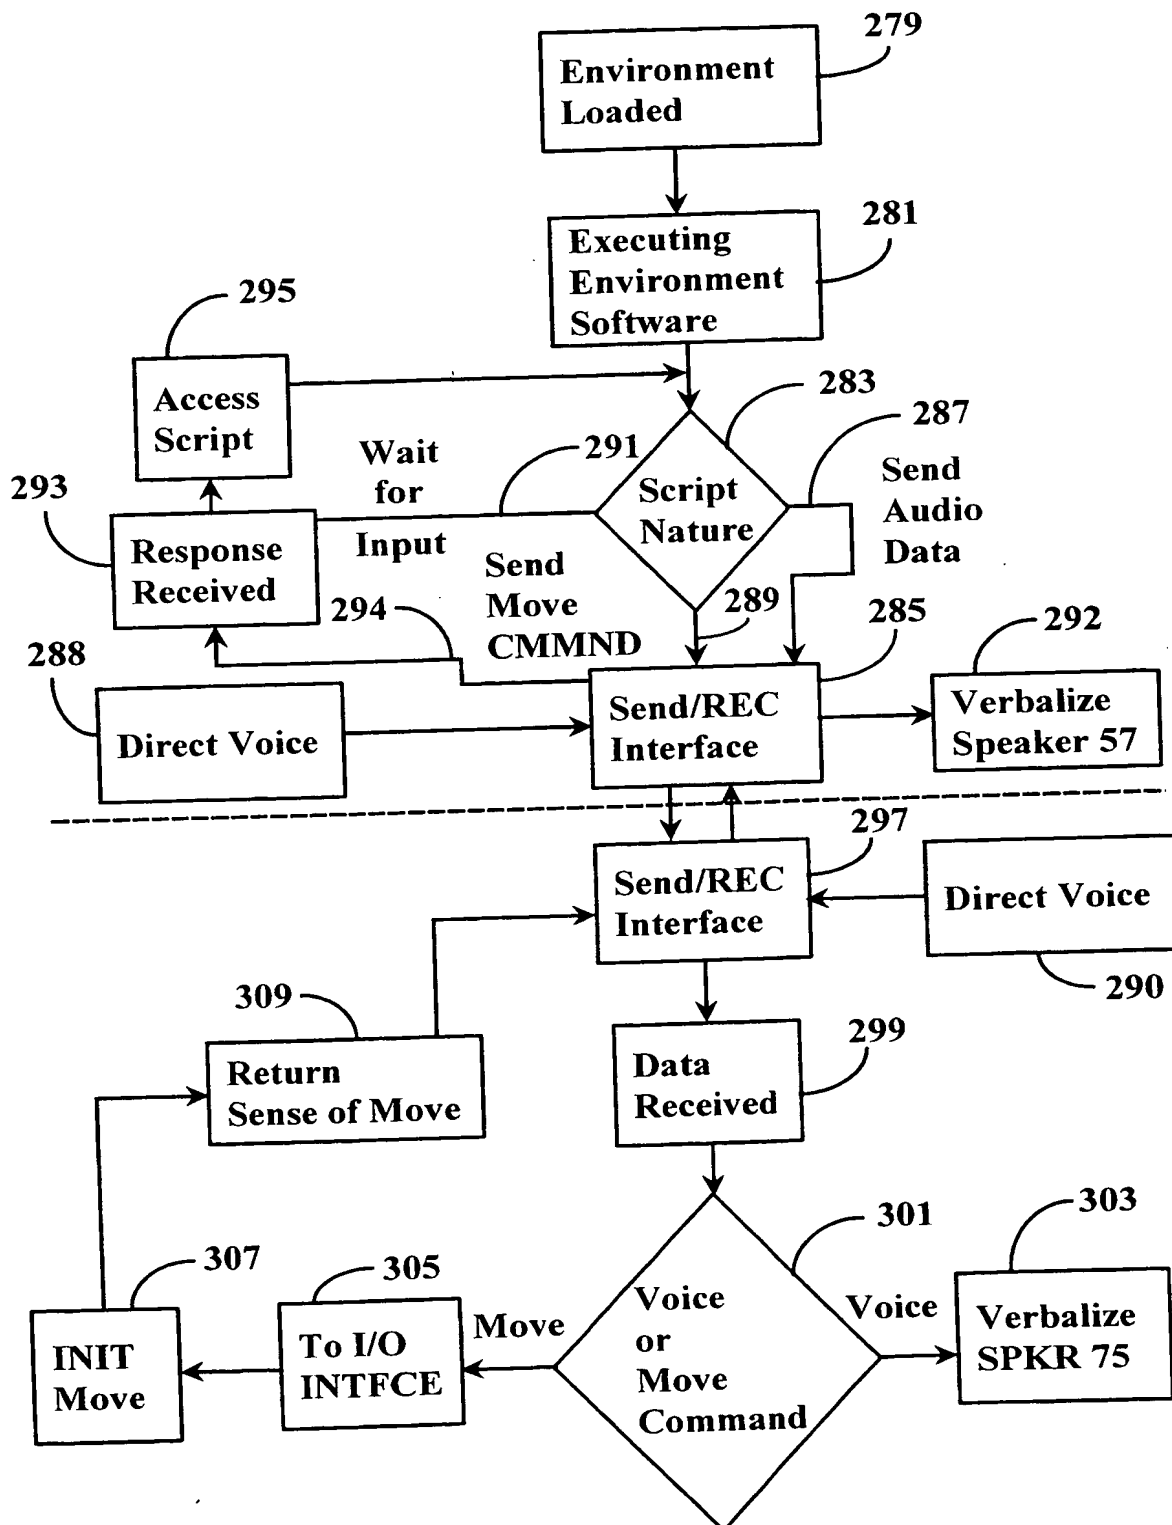 279
Environment
Loaded
281
Executing
Environment
Software
295
Access
Script
283
287
291
Wait
for
Input
Script
Nature
Send
Audio
Data
293
Response
Received
Send
Move
CMMND
294
289
285
292
288
Direct Voice
Send/REC
Interface
Verbalize
Speaker 57
297
Send/REC
Interface
Direct Voice
290
309
Return
Sense of Move
299
Data
Received
301
303
307
305
INIT
Move
To I/O
INTFCE
Move
Voice
or
Move
Command
Voice
Verbalize
SPKR 75